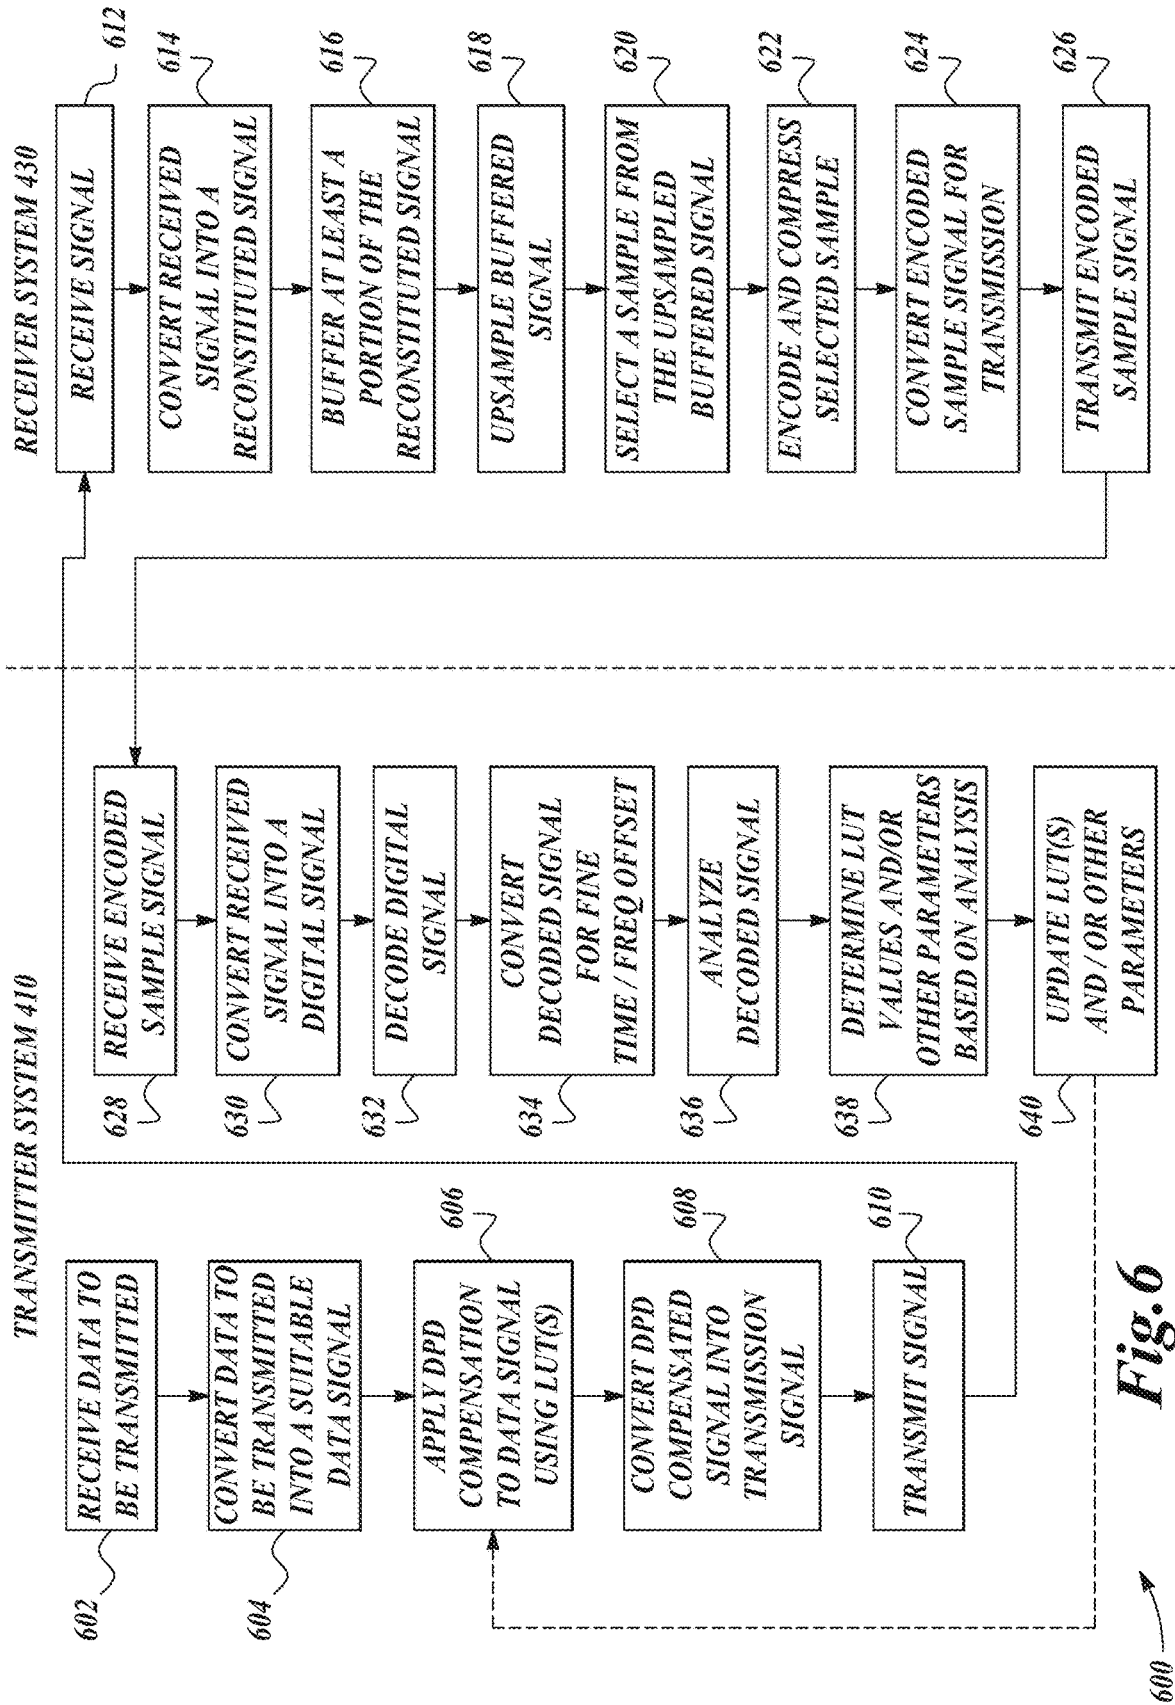 TRANSMITTER SYSTEM 410
602
RECEIVE DATA TO
BE TRANSMITTED
604
CONVERT DATA TO
BE TRANSMITTED
INTO A SUITABLE
DATA SIGNAL
606
APPLY DPD
COMPENSATION
TO DATA SIGNAL
USING LUT(S)
608
CONVERT DPD
COMPENSATED
SIGNAL INTO
TRANSMISSION
SIGNAL
610
TRANSMIT SIGNAL
628
RECEIVE ENCODED
SAMPLE SIGNAL
630
CONVERT RECEIVED
SIGNAL INTO A
DIGITAL SIGNAL
632
DECODE DIGITAL
SIGNAL
634
CONVERT
DECODED SIGNAL
FOR FINE
TIME / FREQ OFFSET
636
ANALYZE
DECODED SIGNAL
638
DETERMINE LUT
VALUES AND/OR
OTHER PARAMETERS
BASED ON ANALYSIS
640
UPDATE LUT(S)
AND / OR OTHER
PARAMETERS
RECEIVER SYSTEM 430
612
RECEIVE SIGNAL
614
CONVERT RECEIVED
SIGNAL INTO A
RECONSTITUTED SIGNAL
616
BUFFER AT LEAST A
PORTION OF THE
RECONSTITUTED SIGNAL
618
UPSAMPLE BUFFERED
SIGNAL
620
SELECT A SAMPLE FROM
THE UPSAMPLED
BUFFERED SIGNAL
622
ENCODE AND COMPRESS
SELECTED SAMPLE
624
CONVERT ENCODED
SAMPLE SIGNAL FOR
TRANSMISSION
626
TRANSMIT ENCODED
SAMPLE SIGNAL
600
Fig.6